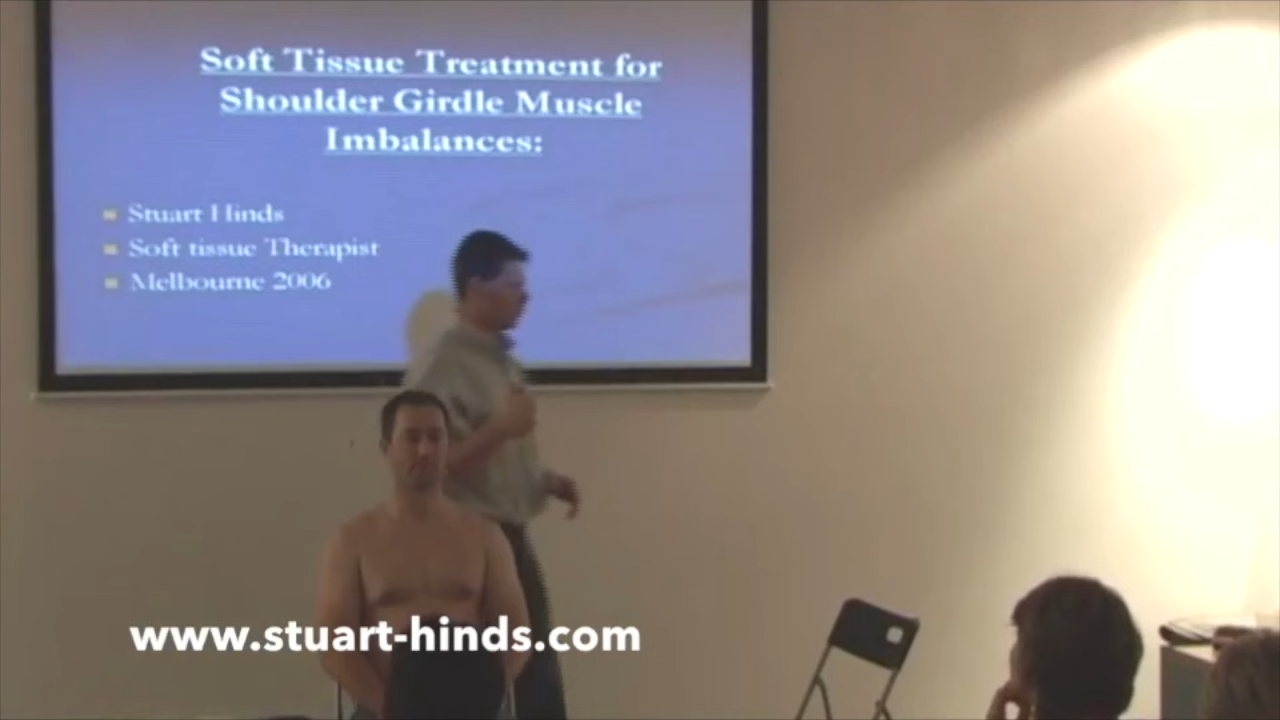 Soft Tissue Treatment for
Shoulder Girdle Muscle
Imbalances:
Stuart Hinds
Soft tissue Therapist
Melbourne 2006
www.stuart-hinds.com